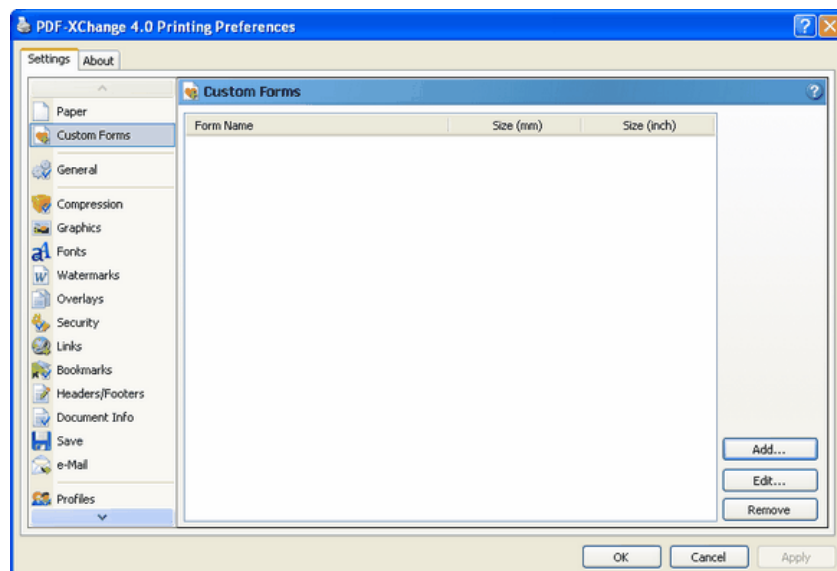 PDF-XChange 4.0 Printing Preferences
Settings About
Paper
Custom Forms
General
Compression
Graphics
Fonts
Watermarks
Overlays
Security
Links
Bookmarks
Headers/Footers
Document Info
Save
e-Mail
Profiles
Custom Forms
Form Name Size (mm) Size (inch)
Add...
Edit...
Remove
OK Cancel Apply